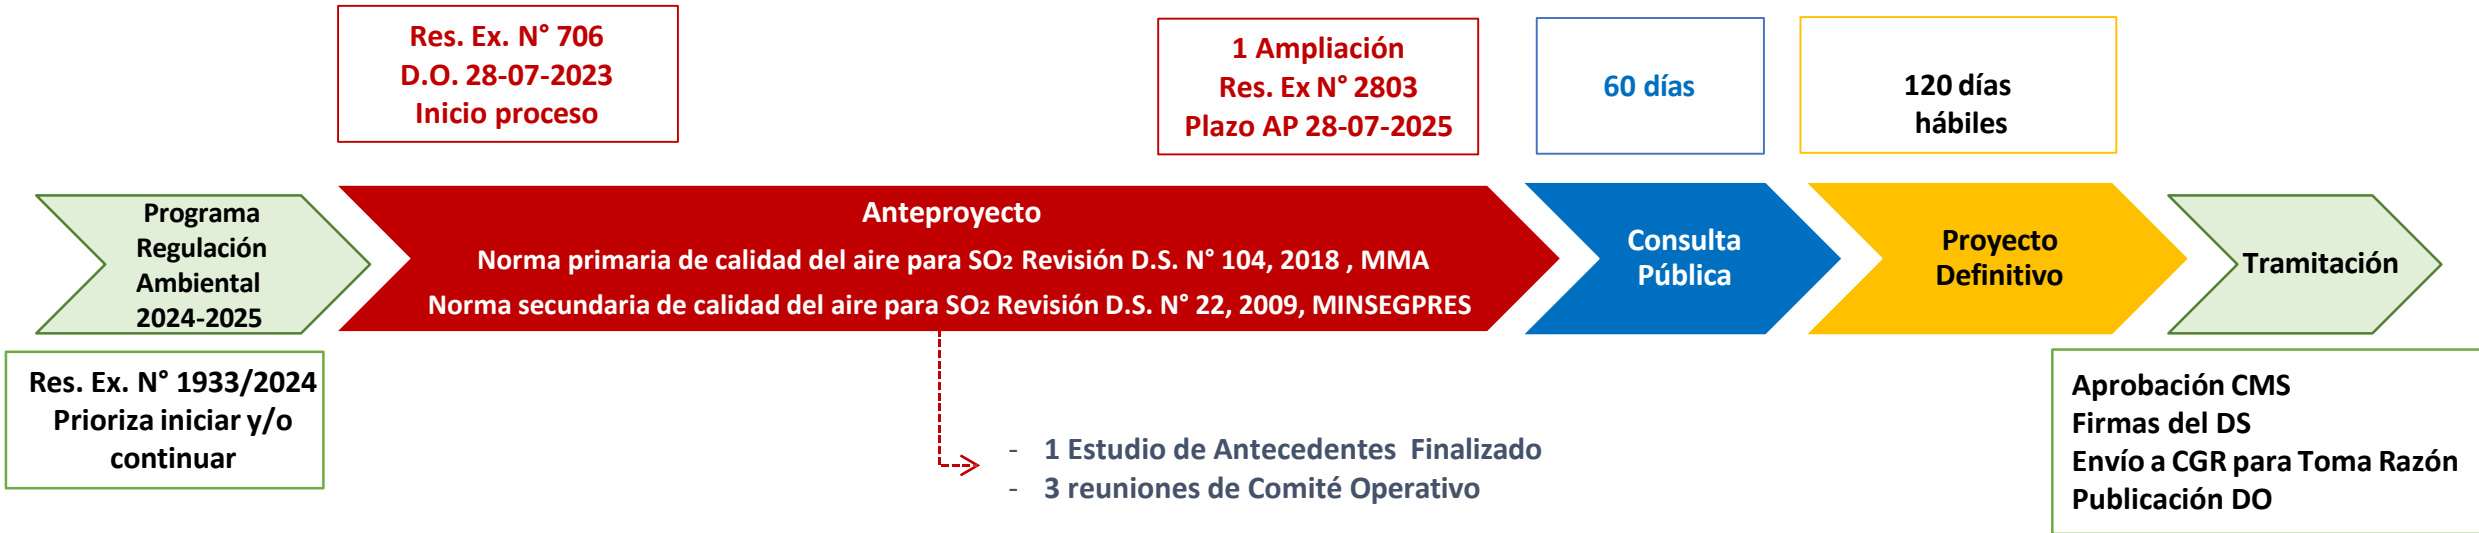 Res. Ex. N° 706
D.O. 28-07-2023
Inicio proceso
1 Ampliación
Res. Ex N° 2803
Plazo AP 28-07-2025
60 días
120 días
hábiles
Programa
Regulación
Ambiental
2024-2025
Anteproyecto
Norma primaria de calidad del aire para SO2 Revisión D.S. N° 104, 2018 , MMA
Norma secundaria de calidad del aire para SO2 Revisión D.S. N° 22, 2009, MINSEGPRES
Consulta
Pública
Proyecto
Definitivo
Tramitación
Res. Ex. N° 1933/2024
Prioriza iniciar y/o
continuar
- 1 Estudio de Antecedentes Finalizado
- 3 reuniones de Comité Operativo
Aprobación CMS
Firmas del DS
Envío a CGR para Toma Razón
Publicación DO